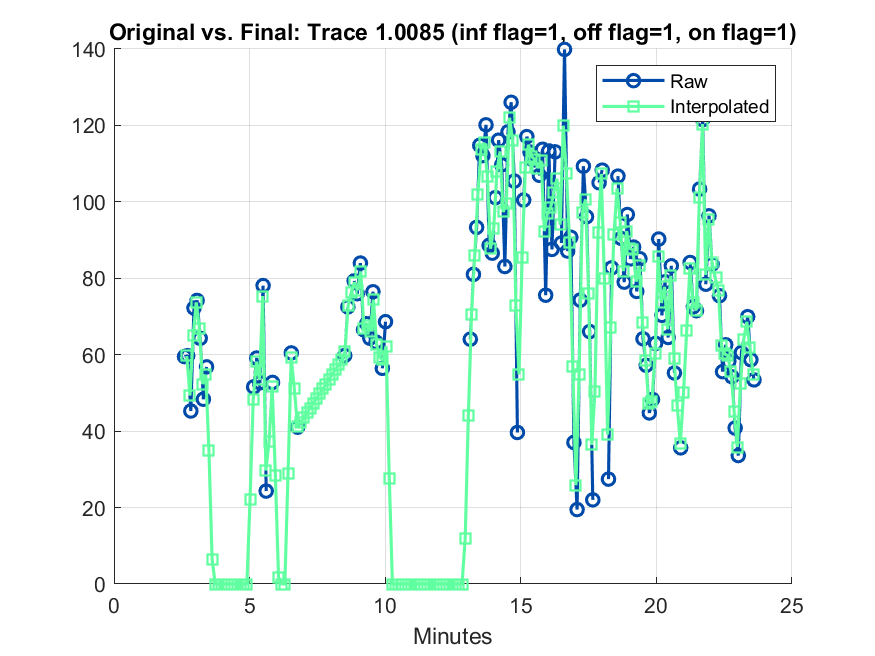 Original vs. Final: Trace 1.0085 (inf flag=1, off flag=1, on flag=1)
140
120
100
80
60
40
20
0
Raw
Interpolated
0 5 10 15 20 25
Minutes